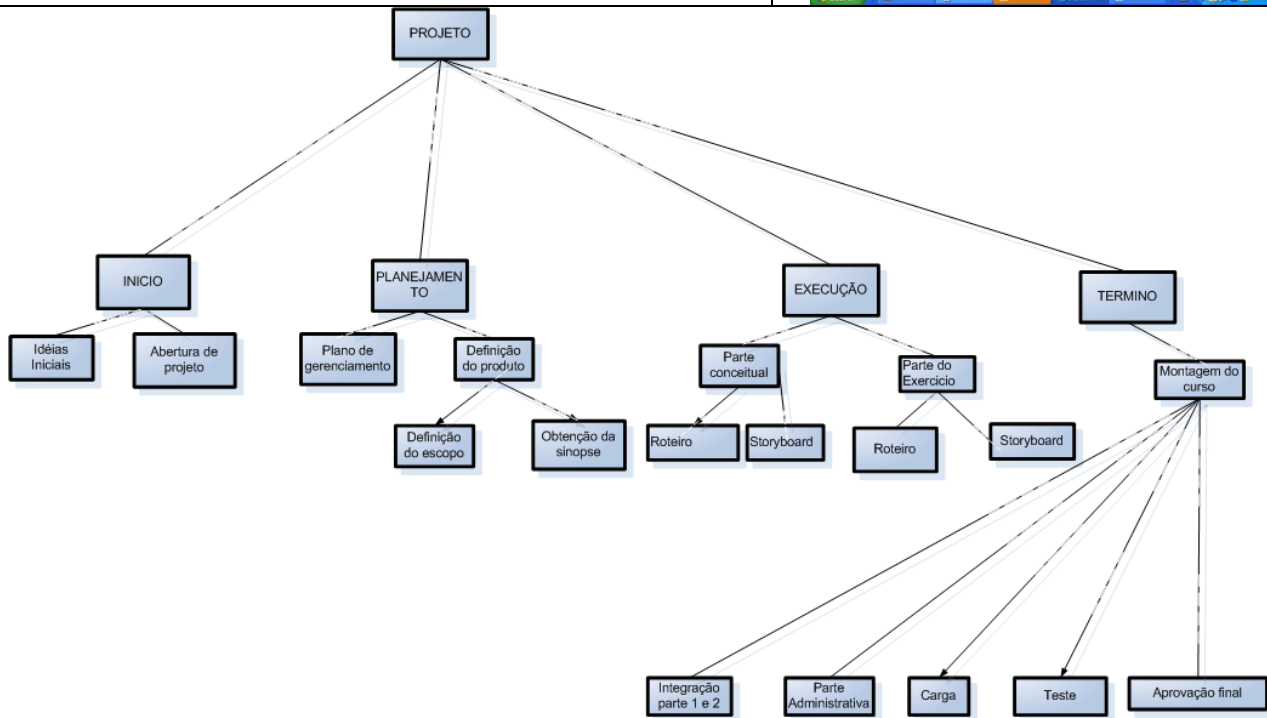 PROJETO
INICIO
PLANEJAMEN
TO
EXECUÇÃO
TERMINO
Idéias
Iniciais
Abertura de
projeto
Plano de
gerenciamento
Definição
do produto
Parte
conceitual
Parte do
Exercicio
Montagem do
curso
Definição
do escopo
Obtenção da
sinopse
Roteiro
Storyboard
Roteiro
Storyboard
Integração
parte 1 e 2
Parte
Administrativa
Carga
Teste
Aprovação final